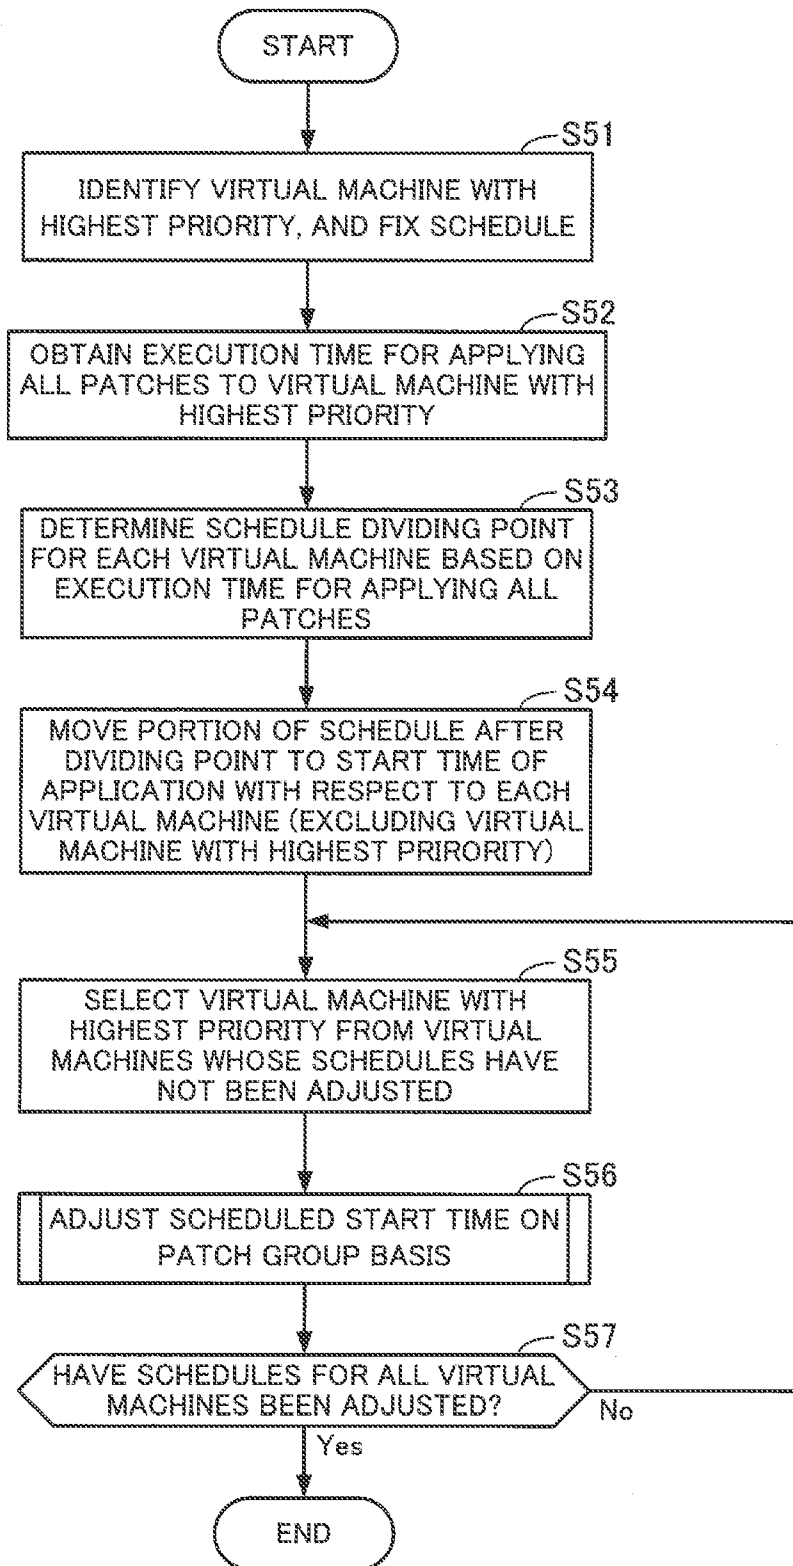 START
S51
IDENTIFY VIRTUAL MACHINE WITH
HIGHEST PRIORITY, AND FIX SCHEDULE
S52
OBTAIN EXECUTION TIME FOR APPLYING
ALL PATCHES TO VIRTUAL MACHINE WITH
HIGHEST PRIORITY
S53
DETERMINE SCHEDULE DIVIDING POINT
FOR EACH VIRTUAL MACHINE BASED ON
EXECUTION TIME FOR APPLYING ALL
PATCHES
S54
MOVE PORTION OF SCHEDULE AFTER
DIVIDING POINT TO START TIME OF
APPLICATION WITH RESPECT TO EACH
VIRTUAL MACHINE (EXCLUDING VIRTUAL
MACHINE WITH HIGHEST PRIRORITY)
S55
SELECT VIRTUAL MACHINE WITH
HIGHEST PRIORITY FROM VIRTUAL
MACHINES WHOSE SCHEDULES HAVE
NOT BEEN ADJUSTED
S56
ADJUST SCHEDULED START TIME ON
PATCH GROUP BASIS
S57
HAVE SCHEDULES FOR ALL VIRTUAL
MACHINES BEEN ADJUSTED?
No
Yes
END